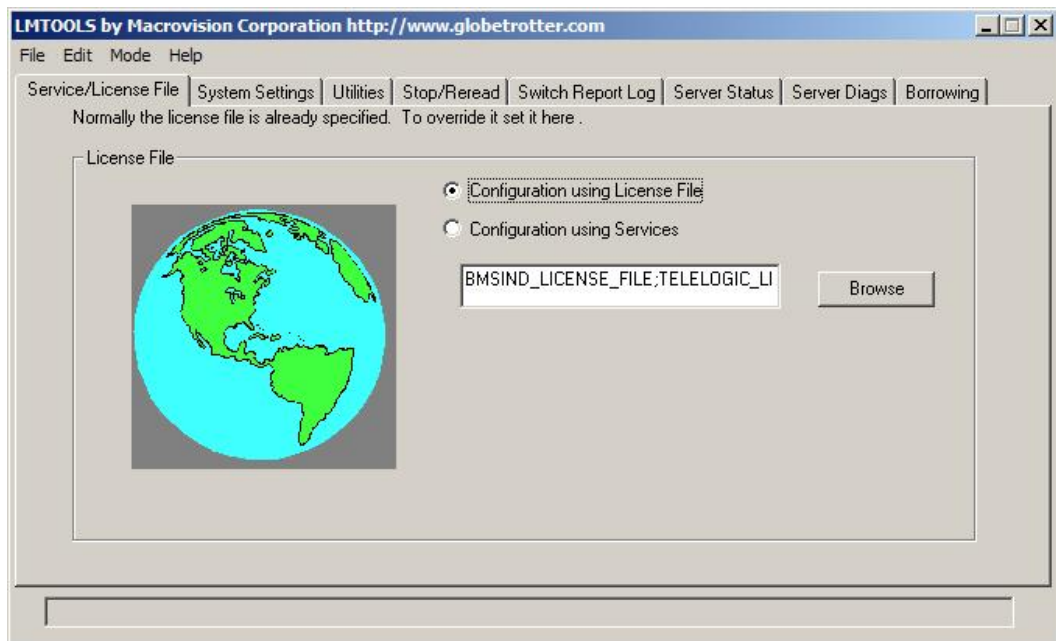 LMTOOLS by Macrovision Corporation http://www.globetrotter.com
File Edit Mode Help
Service/License File System Settings Utilities Stop/Reread Switch Report Log Server Status Server Diags Borrowing
Normally the license file is already specified. To override it set it here .
License File
Configuration using License File
Configuration using Services
BMSIND_LICENSE_FILE;TELELOGIC_LI
Browse